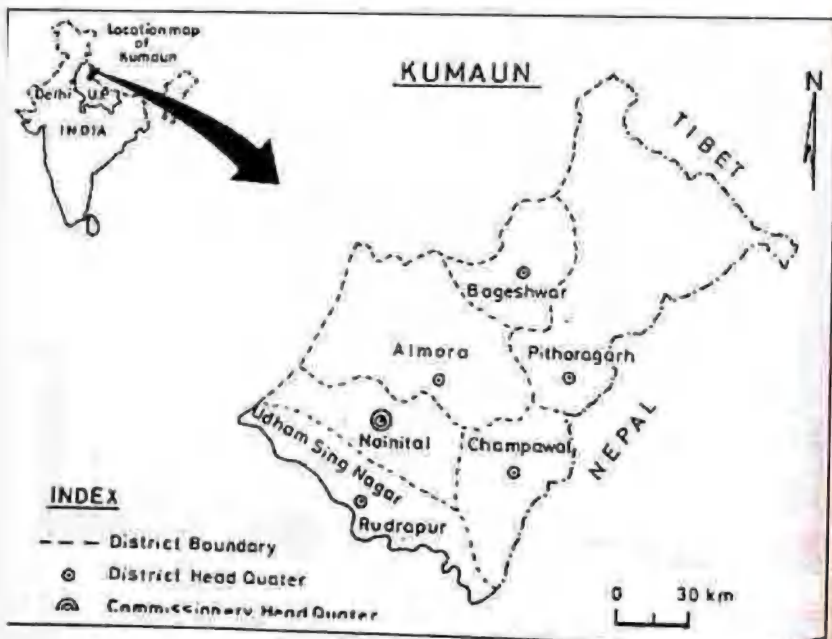 Location map
of
Kumaun
Delhi
U.P.
INDIA
KUMAUN
N
TIBET
Bageshwar
Almora
Pithoragarh
Nainital
Champawat
NEPAL
Udham Sing Nagar
Rudrapur
INDEX
District Boundary
District Head Quater
Commissionery Head Quater
0 30 km